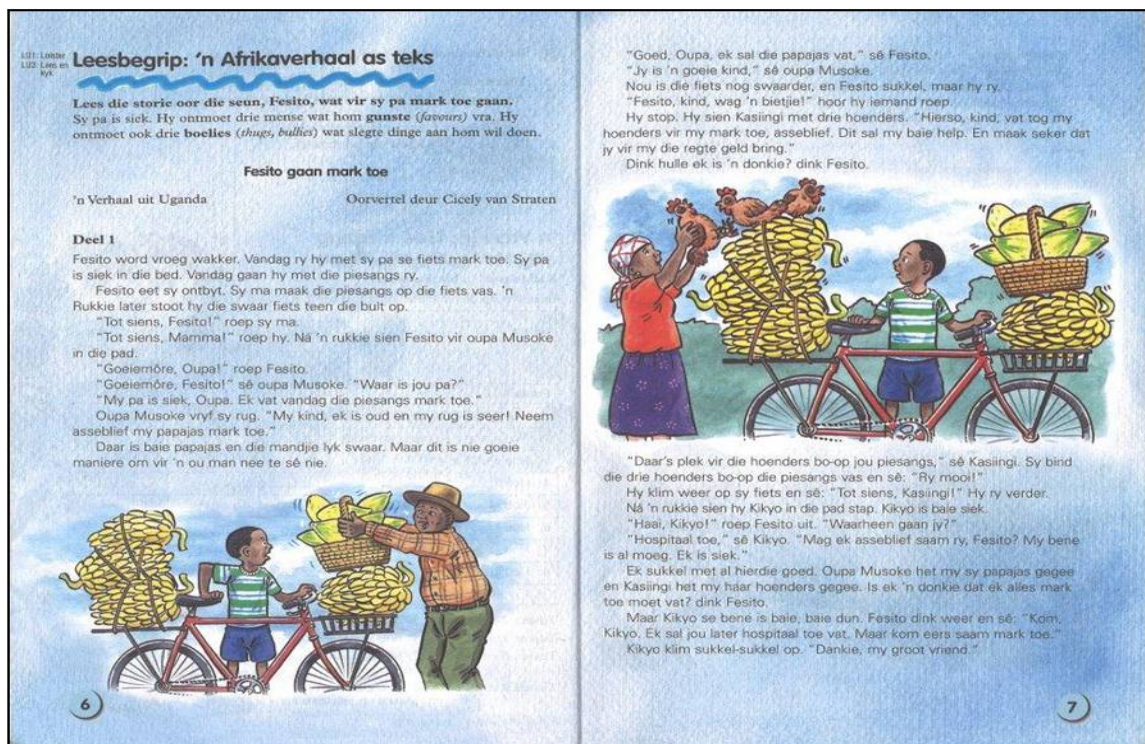 LU1: Luister
LU3: Lees en
kyk
Leesbegrip: 'n Afrikaverhaal as teks
Lees die storie oor die seun, Fesito, wat vir sy pa mark toe gaan.
Sy pa is siek. Hy ontmoet drie mense wat hom gunste (favours) vra. Hy
ontmoet ook drie boelies (thugs, bullies) wat slegte dinge aan hom wil doen.
Fesito gaan mark toe
'n Verhaal uit Uganda Oorvertel deur Cicely van Straten
Deel 1
Fesito word vroeg wakker. Vandag ry hy met sy pa se fiets mark toe. Sy pa
is siek in die bed. Vandag gaan hy met die piesangs ry.
Fesito eet sy ontbyt. Sy ma maak die piesangs op die fiets vas. 'n
Rukkie later stoot hy die swaar fiets teen die bult op.
"Tot siens, Fesito!" roep sy ma.
"Tot siens, Mamma!" roep hy. Ná 'n rukkie sien Fesito vir oupa Musoke
in die pad.
"Goeiemôre, Oupa!" roep Fesito.
"Goeiemôre, Fesito!" sê oupa Musoke. "Waar is jou pa?"
"My pa is siek, Oupa. Ek vat vandag die piesangs mark toe."
Oupa Musoke vryf sy rug. "My kind, ek is oud en my rug is seer! Neem
asseblief my papajas mark toe."
Daar is baie papajas en die mandjie lyk swaar. Maar dit is nie goeie
maniere om vir 'n ou man nee te sê nie.
6
"Goed, Oupa, ek sal die papajas vat," sê Fesito.
"Jy is 'n goeie kind," sê oupa Musoke.
Nou is die fiets nog swaarder, en Fesito sukkel, maar hy ry.
"Fesito, kind, wag 'n bietjie!" hoor hy iemand roep.
Hy stop. Hy sien Kasiingi met drie hoenders. "Hierso, kind, vat tog my
hoenders vir my mark toe, asseblief. Dit sal my baie help. En maak seker dat
jy vir my die regte geld bring."
Dink hulle ek is 'n donkie? dink Fesito.
"Daar's plek vir die hoenders bo-op jou piesangs," sê Kasiingi. Sy bind
die drie hoenders bo-op die piesangs vas en sê: "Ry mooi!"
Hy klim weer op sy fiets en sê: "Tot siens, Kasiingi!" Hy ry verder.
Ná 'n rukkie sien hy Kikyo in die pad stap. Kikyo is baie siek.
"Haai, Kikyo!" roep Fesito uit. "Waarheen gaan jy?"
"Hospitaal toe," sê Kikyo. "Mag ek asseblief saam ry, Fesito? My bene
is al moeg. Ek is siek."
Ek sukkel met al hierdie goed. Oupa Musoke het my sy papajas gegee
en Kasiingi het my haar hoenders gegee. Is ek 'n donkie dat ek alles mark
toe moet vat? dink Fesito.
Maar Kikyo se bene is baie, baie dun. Fesito dink weer en sê: "Kom,
Kikyo. Ek sal jou later hospitaal toe vat. Maar kom eers saam mark toe."
Kikyo klim sukkel-sukkel op. "Dankie, my groot vriend."
7